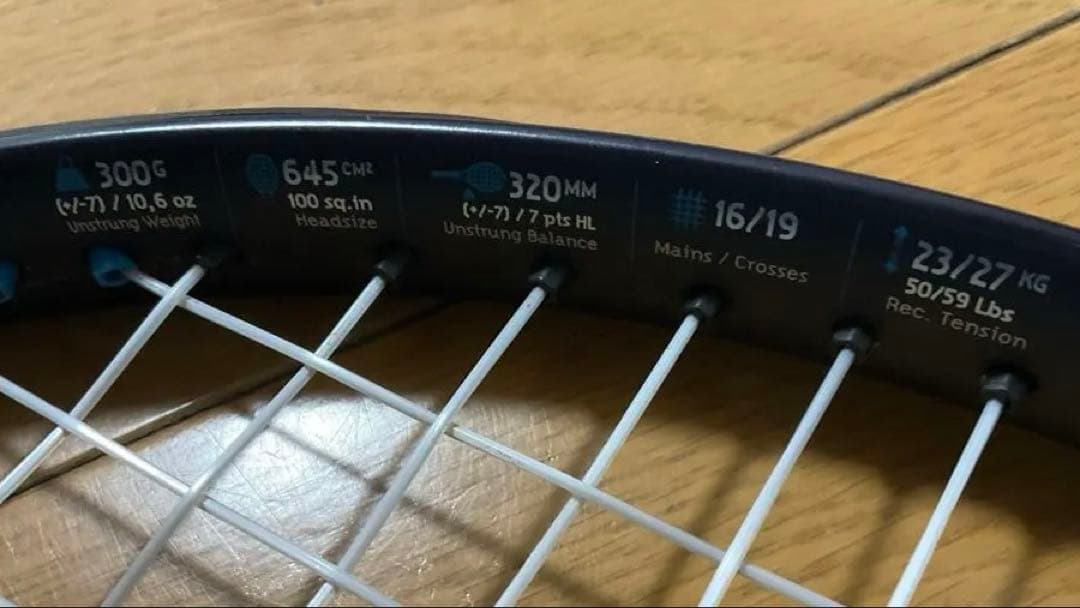 300G
(+/-7) / 10,6 oz
Unstrung Weight
645 CM²
100 sq.in
Headsize
320MM
(+/-7) / 7 pts HL
Unstrung Balance
16/19
Mains / Crosses
23/27 KG
50/59 Lbs
Rec. Tension